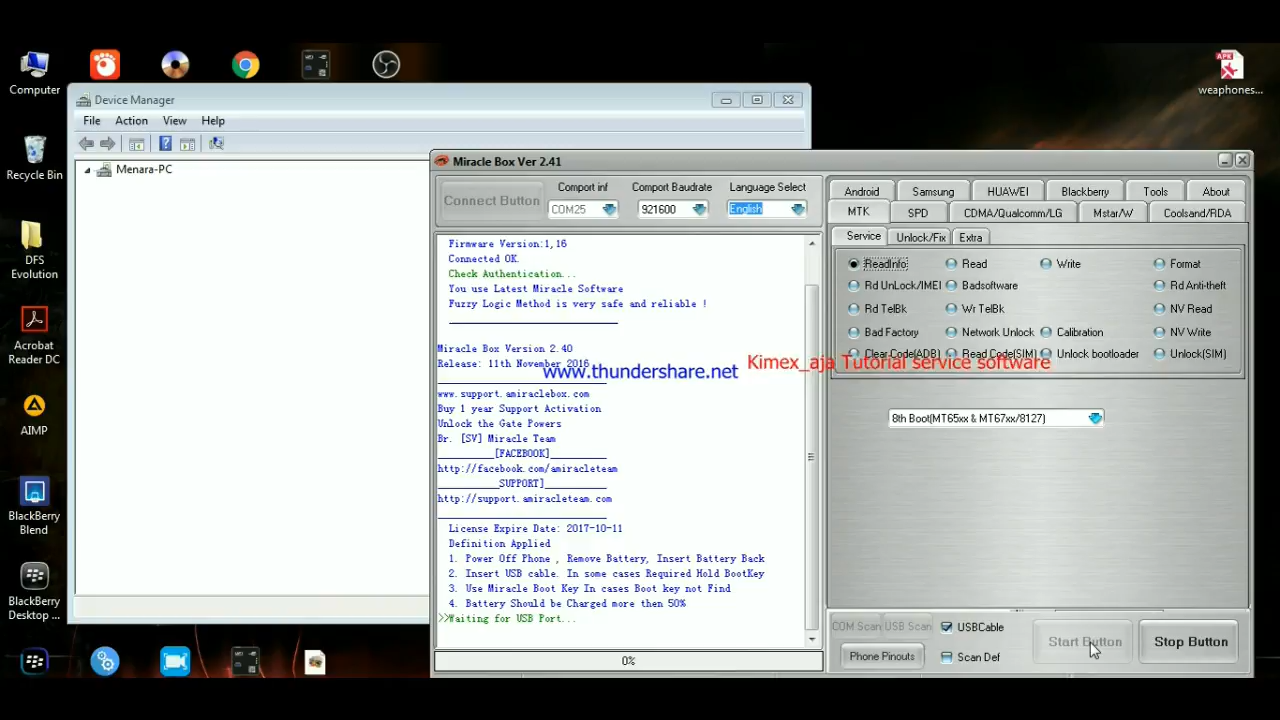 Computer
Recycle Bin
DFS
Evolution
Acrobat
Reader DC
AIMP
BlackBerry
Blend
BlackBerry
Desktop ...
APK
weaphones...
Device Manager
File Action View Help
Menara-PC
Miracle Box Ver 2.41
Connect Button
Comport inf
COM25
Comport Baudrate
921600
Language Select
English
Firmware Version:1,16
Connected OK.
Check Authentication...
You use Latest Miracle Software
Fuzzy Logic Method is very safe and reliable !
Miracle Box Version 2.40
Release: 11th November 2016
www.support.amiraclebox.com
Buy 1 year Support Activation
Unlock the Gate Powers
Br. [SV] Miracle Team
[FACEBOOK]
http://facebook.com/amiracleteam
SUPPORT]
http://support.amiracleteam.com
License Expire Date: 2017-10-11
Definition Applied
1. Power Off Phone , Remove Battery, Insert Battery Back
2. Insert USB cable. In some cases Required Hold BootKey
3. Use Miracle Boot Key In cases Boot key not Find
4. Battery Should be Charged more then 50%
>>Waiting for USB Port...
0%
www.thundershare.net
Kimex_aja Tutorial service software
Android Samsung HUAWEI Blackberry Tools About
MTK SPD CDMA/Qualcomm/LG Mstar/W Coolsand/RDA
Service Unlock/Fix Extra
ReadInfo Read Write Format
Rd UnLock/IMEI Badsoftware Rd Anti-theft
Rd TelBk Wr TelBk NV Read
Bad Factory Network Unlock Calibration NV Write
Clear Code(ADB) Read Code(SIM) Unlock bootloader Unlock(SIM)
8th Boot(MT65xx & MT67xx/8127)
COM Scan USB Scan USBCable
Phone Pinouts Scan Def
Start Button
Stop Button